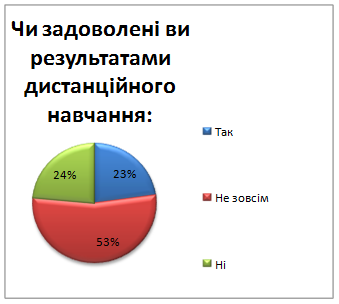 Чи задоволені ви
результатами
дистанційного
навчання:
Так
24%
23%
Не зовсім
53%
Ні